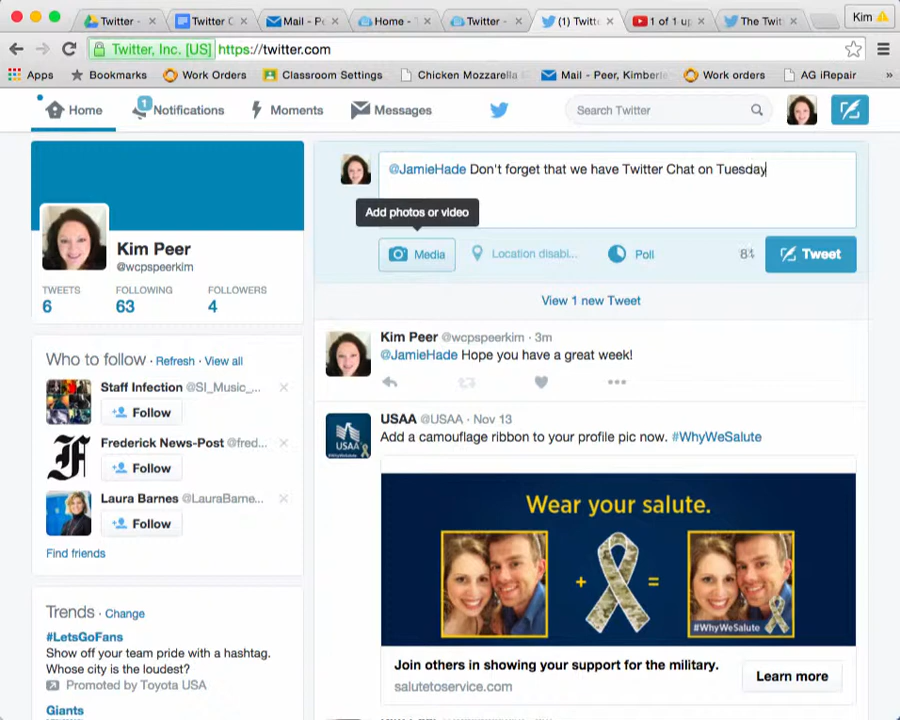 Twitter -
Twitter C
Mail - Pe
Home -
Twitter -
(1) Twitt
1 of 1 up
The Twit
Kim
Twitter, Inc. [US] https://twitter.com
Apps
Bookmarks
Work Orders
Classroom Settings
Chicken Mozzarella
Mail - Peer, Kimberle
Work orders
AG iRepair
»
Home
1
Notifications
Moments
Messages
Search Twitter
@JamieHade Don't forget that we have Twitter Chat on Tuesday
Add photos or video
Media
Location disabl...
Poll
Tweet
Kim Peer
@wcpspeerkim
TWEETS FOLLOWING FOLLOWERS
6 63 4
View 1 new Tweet
Kim Peer @wcpspeerkim · 3m
@JamieHade Hope you have a great week!
Who to follow · Refresh · View all
Staff Infection @SI_Music_...
Follow
Frederick News-Post @fred...
Follow
Laura Barnes @LauraBarne...
Follow
Find friends
USAA @USAA · Nov 13
Add a camouflage ribbon to your profile pic now. #WhyWeSalute
USAA
#WhyWeSalute
Wear your salute.
+ =
#WhyWeSalute
Join others in showing your support for the military.
salutetoservice.com
Learn more
Trends · Change
#LetsGoFans
Show off your team pride with a hashtag.
Whose city is the loudest?
Promoted by Toyota USA
Giants